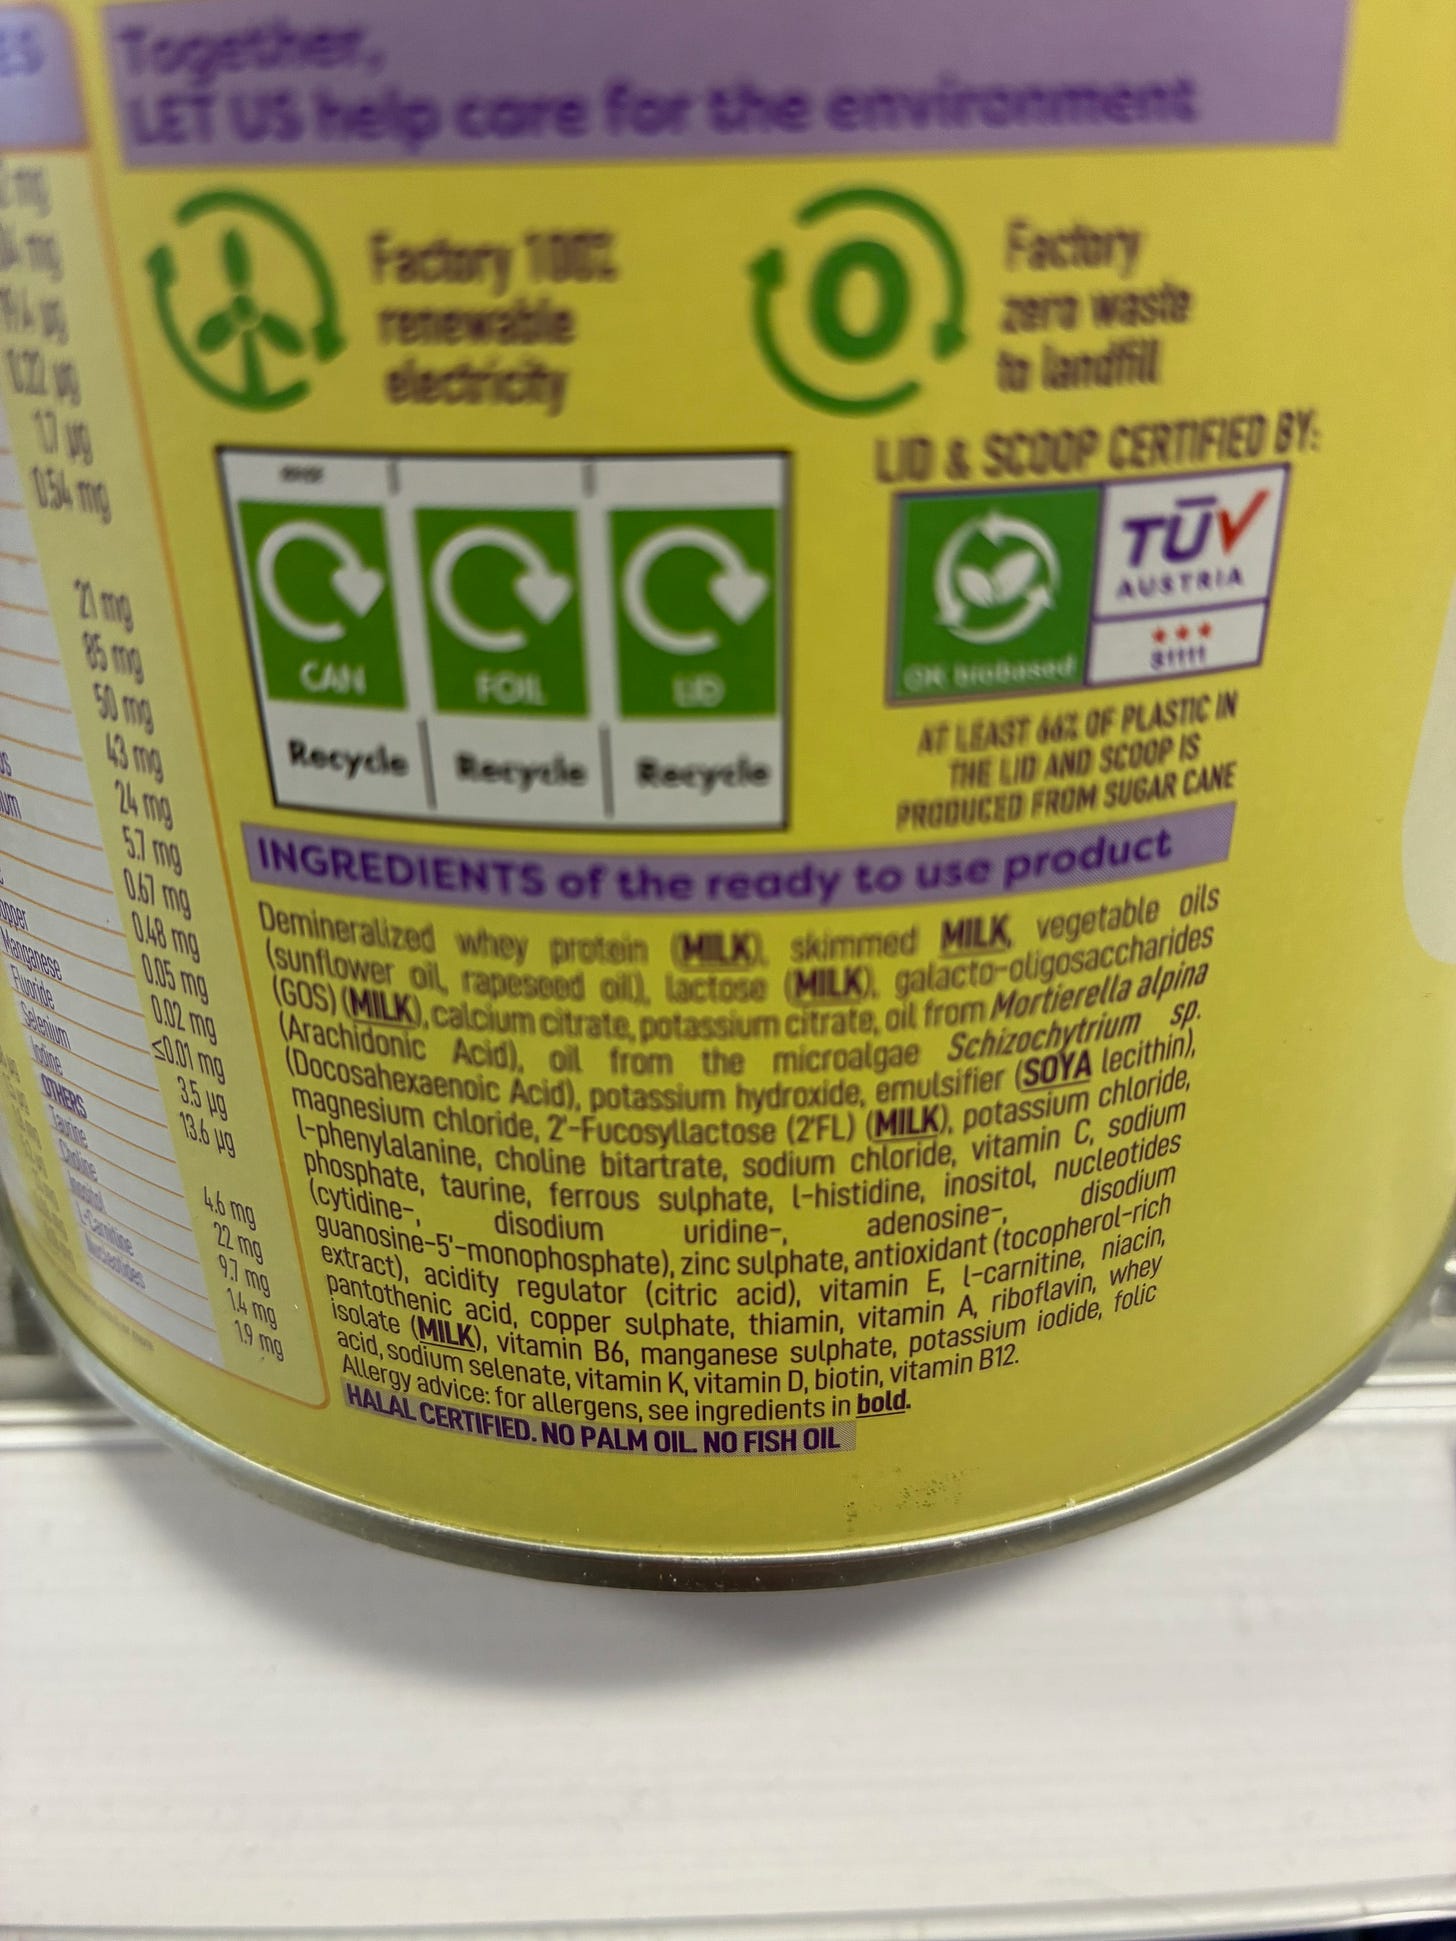 Together,
LET US help care for the environment
Factory 100%
renewable
electricity
Factory
zero waste
to landfill
LID & SCOOP CERTIFIED BY:
CAN
FOIL
LID
Recycle
Recycle
Recycle
OK biobased
TÜV
AUSTRIA
S1111
AT LEAST 66% OF PLASTIC IN
THE LID AND SCOOP IS
PRODUCED FROM SUGAR CANE
INGREDIENTS of the ready to use product
Demineralized whey protein (MILK), skimmed MILK, vegetable oils
(sunflower oil, rapeseed oil), lactose (MILK), galacto-oligosaccharides
(GOS) (MILK), calcium citrate, potassium citrate, oil from Mortierella alpina
(Arachidonic Acid), oil from the microalgae Schizochytrium sp.
(Docosahexaenoic Acid), potassium hydroxide, emulsifier (SOYA lecithin),
magnesium chloride, 2'-Fucosyllactose (2'FL) (MILK), potassium chloride,
l-phenylalanine, choline bitartrate, sodium chloride, vitamin C, sodium
phosphate, taurine, ferrous sulphate, l-histidine, inositol, nucleotides
(cytidine-, disodium uridine-, adenosine-, disodium
guanosine-5'-monophosphate), zinc sulphate, antioxidant (tocopherol-rich
extract), acidity regulator (citric acid), vitamin E, l-carnitine, niacin,
pantothenic acid, copper sulphate, thiamin, vitamin A, riboflavin, whey
isolate (MILK), vitamin B6, manganese sulphate, potassium iodide, folic
acid, sodium selenate, vitamin K, vitamin D, biotin, vitamin B12.
Allergy advice: for allergens, see ingredients in bold.
HALAL CERTIFIED. NO PALM OIL. NO FISH OIL
1.7 µg
0.54 mg
21 mg
85 mg
50 mg
43 mg
24 mg
5.7 mg
0.67 mg
0.48 mg
0.05 mg
Manganese 0.02 mg
Fluoride ≤0.01 mg
Selenium 3.5 µg
Iodine 13.6 µg
OTHERS
Taurine 4.6 mg
Choline 22 mg
Inositol 9.7 mg
L-Carnitine 1.4 mg
Nucleotides 1.9 mg